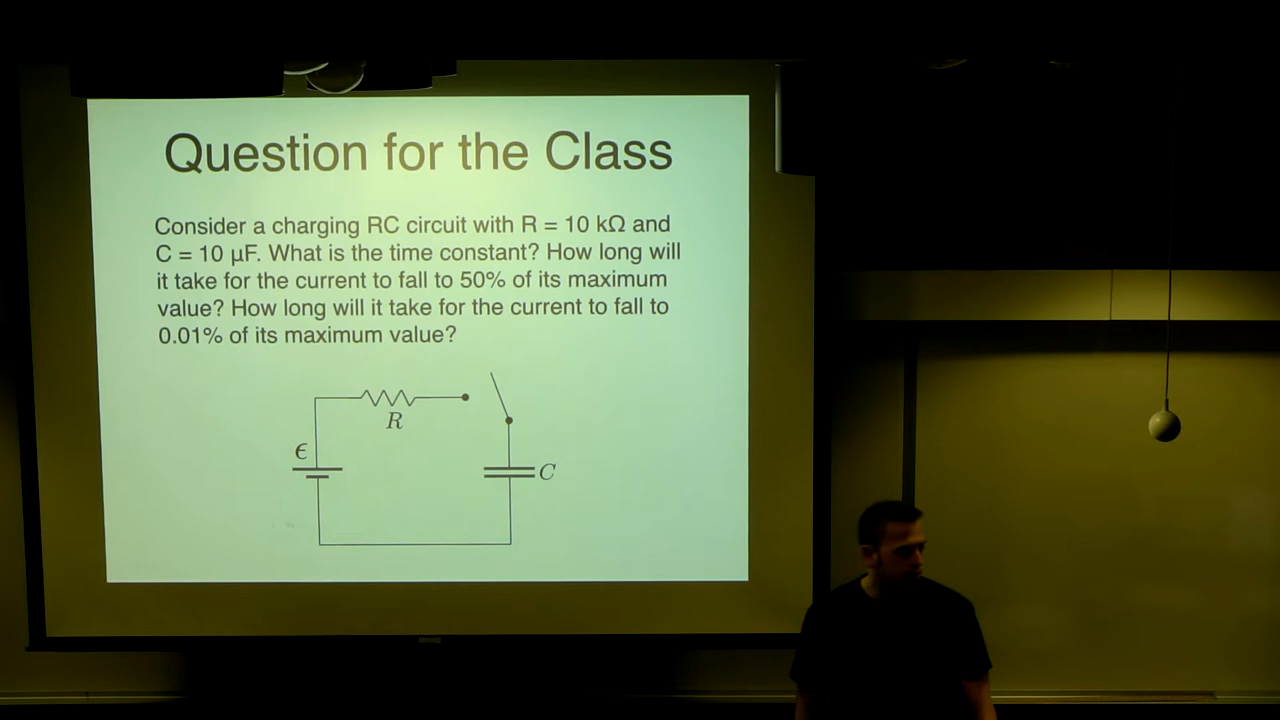 Question for the Class
Consider a charging RC circuit with R = 10 kΩ and
C = 10 μF. What is the time constant? How long will
it take for the current to fall to 50% of its maximum
value? How long will it take for the current to fall to
0.01% of its maximum value?
R
ϵ
C